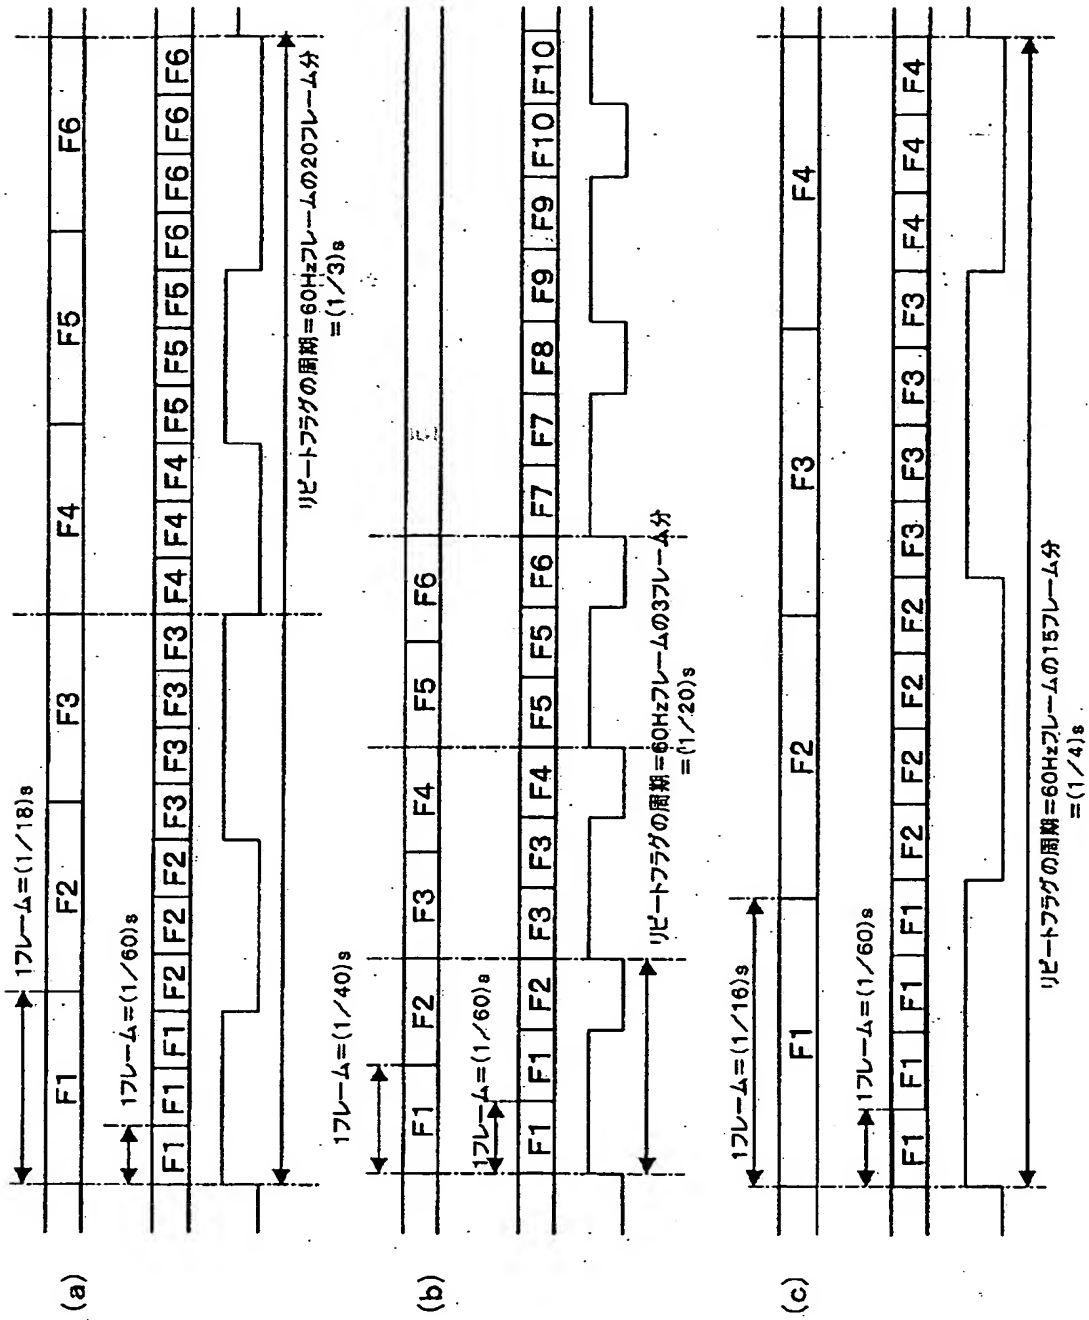 (a)
1フレーム=(1/18)s
F1 F2 F3 F4 F5 F6
1フレーム=(1/60)s
F1 F1 F1 F2 F2 F2 F3 F3 F3 F3 F4 F4 F4 F5 F5 F5 F6 F6 F6 F6
リピートフラグの周期=60Hzフレームの20フレーム分
=(1/3)s
(b)
1フレーム=(1/40)s
F1 F2 F3 F4 F5 F6
1フレーム=(1/60)s
F1 F1 F2 F3 F3 F4 F5 F5 F6 F7 F7 F8 F9 F9 F10 F10
リピートフラグの周期=60Hzフレームの3フレーム分
=(1/20)s
(c)
1フレーム=(1/16)s
F1 F2 F3 F4
1フレーム=(1/60)s
F1 F1 F1 F1 F2 F2 F2 F2 F3 F3 F3 F3 F4 F4 F4
リピートフラグの周期=60Hzフレームの15フレーム分
=(1/4)s